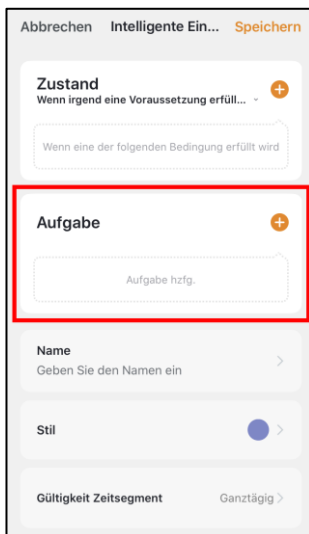 Abbrechen Intelligente Ein... Speichern
Zustand
Wenn irgend eine Voraussetzung erfüll...
Wenn eine der folgenden Bedingung erfüllt wird
Aufgabe
Aufgabe hzfg.
Name
Geben Sie den Namen ein
Stil
Gültigkeit Zeitsegment Ganztägig